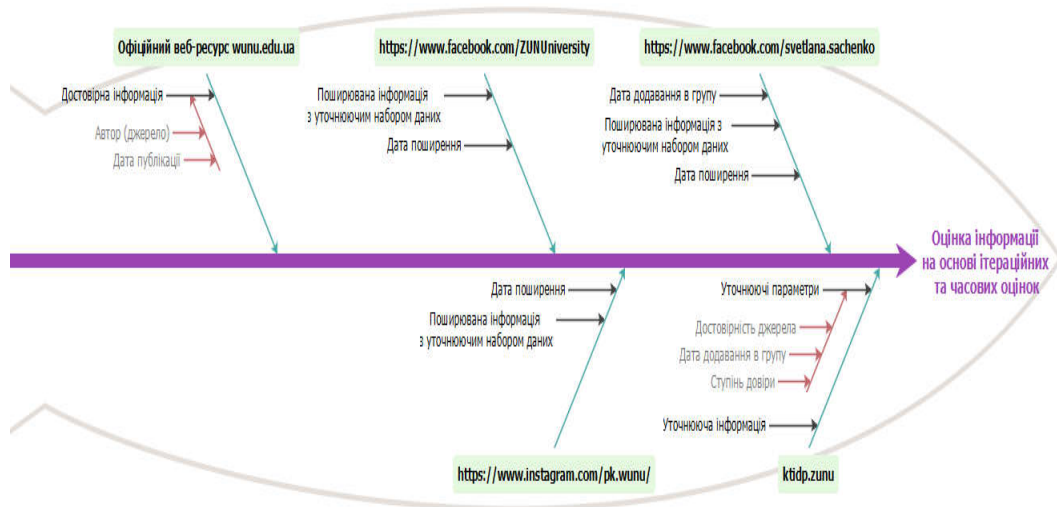 Офіційний веб-ресурс wunu.edu.ua
https://www.facebook.com/ZUNUniversity
https://www.facebook.com/svetlana.sachenko
Достовірна інформація
Автор (джерело)
Дата публікації
Поширювана інформація
з уточнюючим набором даних
Дата поширення
Дата додавання в групу
Поширювана інформація з
уточнюючим набором даних
Дата поширення
Оцінка інформації
на основі ітераційних
та часових оцінок
Дата поширення
Поширювана інформація
з уточнюючим набором даних
Уточнюючі параметри
Достовірність джерела
Дата додавання в групу
Ступінь довіри
Уточнююча інформація
https://www.instagram.com/pk.wunu/
ktidp.zunu